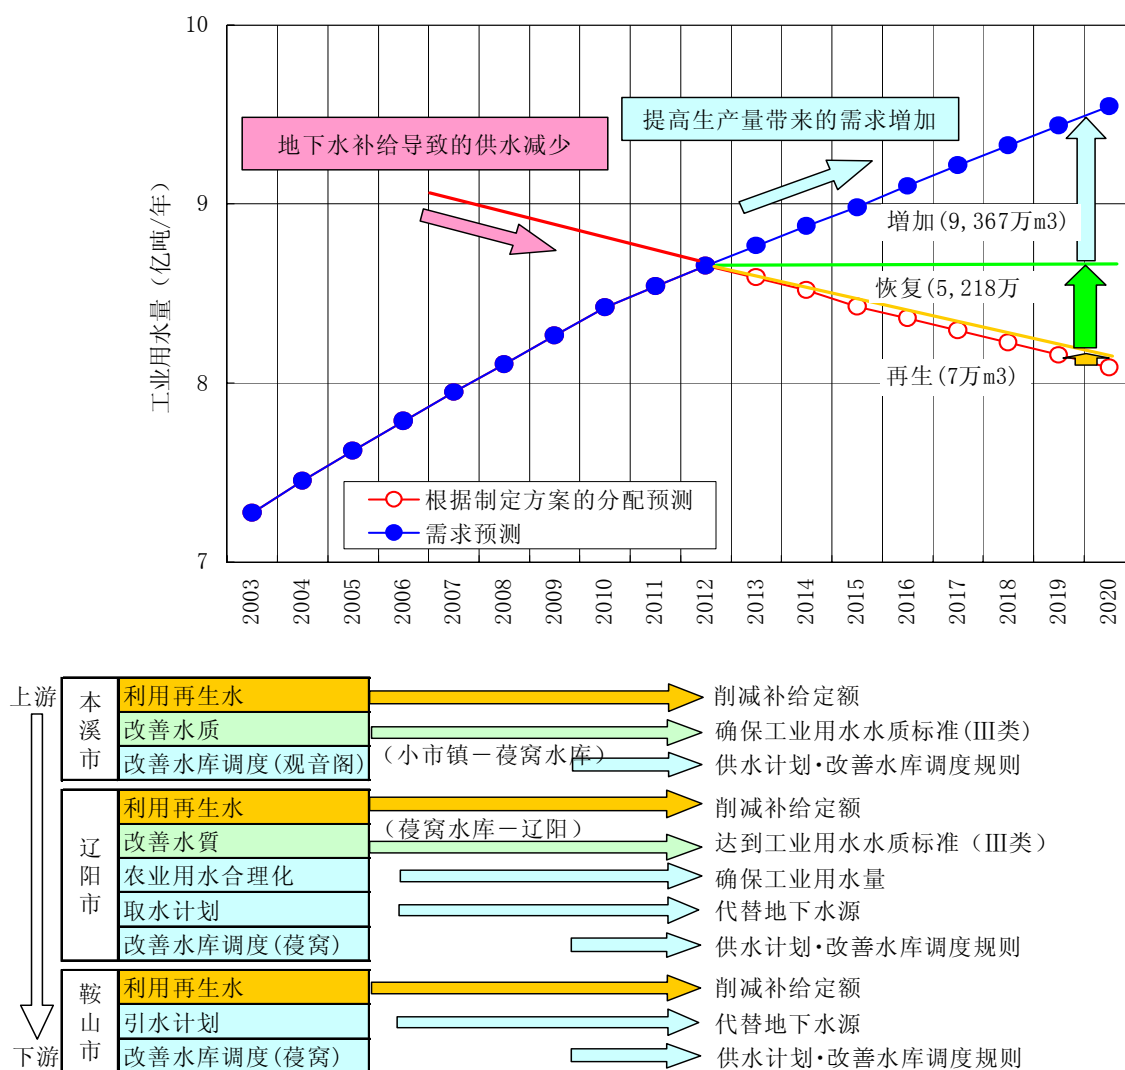 10
提高生产量带来的需求增加
地下水补给导致的供水减少
9
增加(9,367万m3)
工业用水量（亿吨/年）
恢复(5,218万
8
再生(7万m3)
根据制定方案的分配预测
需求预测
7
2003 2004 2005 2006 2007 2008 2009 2010 2011 2012 2013 2014 2015 2016 2017 2018 2019 2020
上游
本溪市
利用再生水
削减补给定额
改善水质
确保工业用水水质标准(Ⅲ类)
（小市镇－葠窝水库）
改善水库调度(观音阁)
供水计划·改善水库调度规则
辽阳市
利用再生水
削减补给定额
（葠窝水库－辽阳）
改善水質
达到工业用水水质标准（Ⅲ类）
农业用水合理化
确保工业用水量
取水计划
代替地下水源
改善水库调度(葠窝)
供水计划·改善水库调度规则
鞍山市
利用再生水
削减补给定额
引水计划
代替地下水源
下游
改善水库调度(葠窝)
供水计划·改善水库调度规则